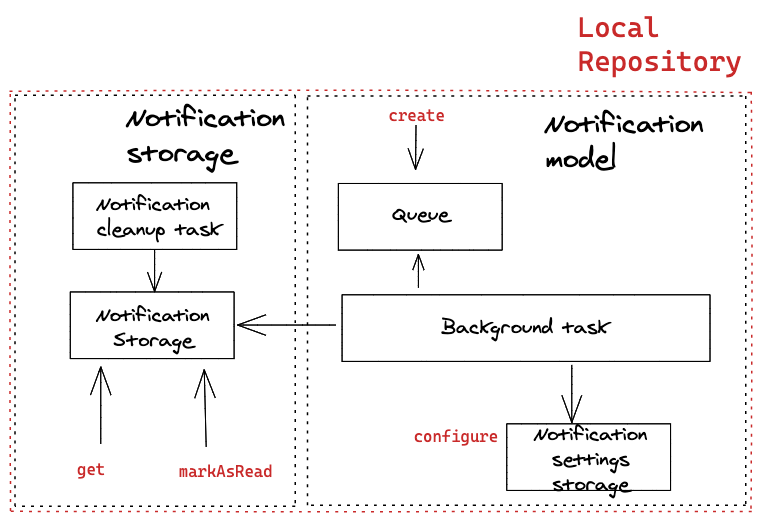 Local
Repository
Notification
storage
create
Notification
model
Notification
cleanup task
Queue
Notification
Storage
Background task
get
markAsRead
configure
Notification
settings
storage